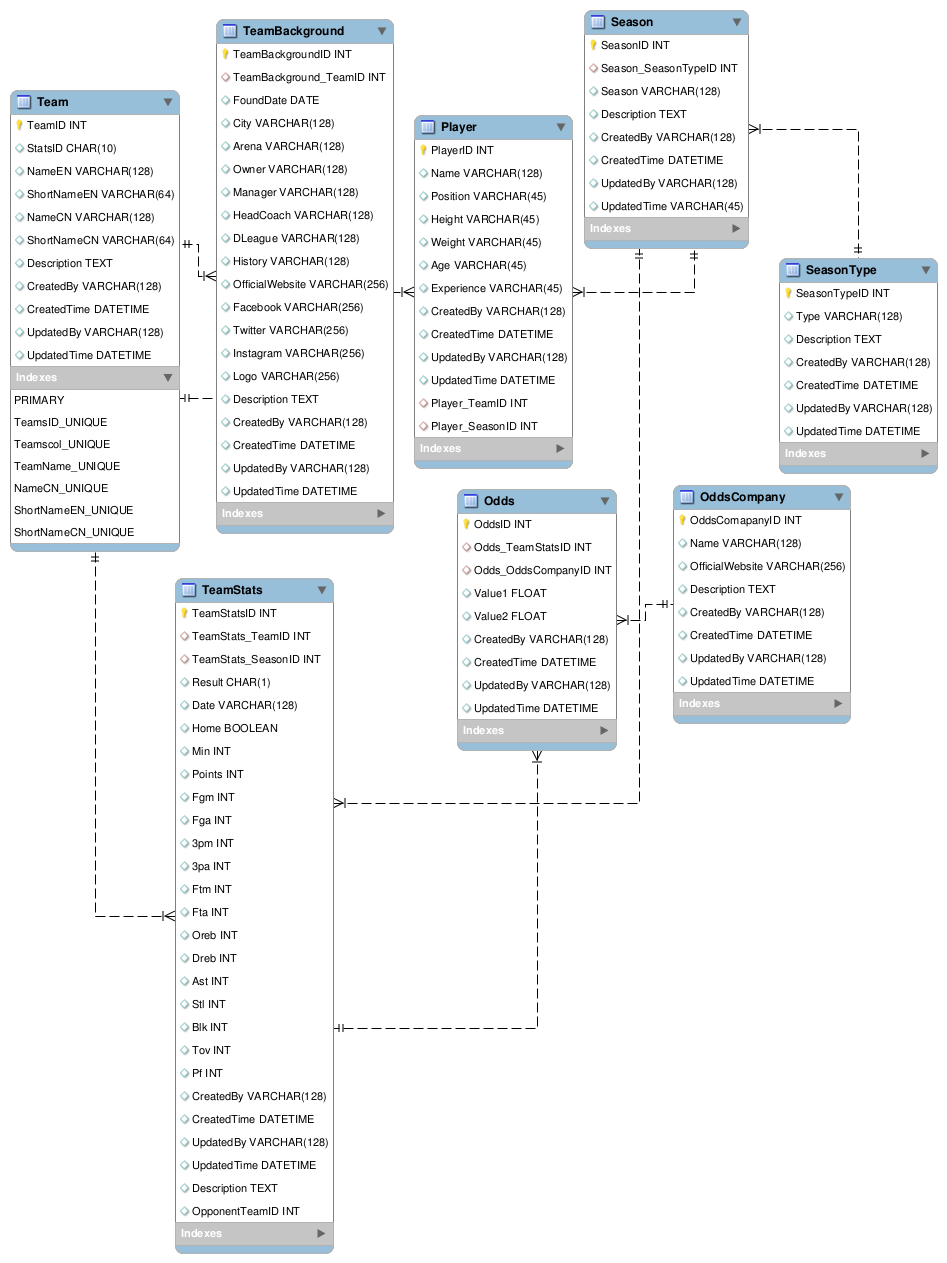 Team
TeamID INT
StatsID CHAR(10)
NameEN VARCHAR(128)
ShortNameEN VARCHAR(64)
NameCN VARCHAR(128)
ShortNameCN VARCHAR(64)
Description TEXT
CreatedBy VARCHAR(128)
CreatedTime DATETIME
UpdatedBy VARCHAR(128)
UpdatedTime DATETIME
Indexes
PRIMARY
TeamsID_UNIQUE
Teamscol_UNIQUE
TeamName_UNIQUE
NameCN_UNIQUE
ShortNameEN_UNIQUE
ShortNameCN_UNIQUE
TeamBackground
TeamBackgroundID INT
TeamBackground_TeamID INT
FoundDate DATE
City VARCHAR(128)
Arena VARCHAR(128)
Owner VARCHAR(128)
Manager VARCHAR(128)
HeadCoach VARCHAR(128)
DLeague VARCHAR(128)
History VARCHAR(128)
OfficialWebsite VARCHAR(256)
Facebook VARCHAR(256)
Twitter VARCHAR(256)
Instagram VARCHAR(256)
Logo VARCHAR(256)
Description TEXT
CreatedBy VARCHAR(128)
CreatedTime DATETIME
UpdatedBy VARCHAR(128)
UpdatedTime DATETIME
Indexes
Player
PlayerID INT
Name VARCHAR(128)
Position VARCHAR(45)
Height VARCHAR(45)
Weight VARCHAR(45)
Age VARCHAR(45)
Experience VARCHAR(45)
CreatedBy VARCHAR(128)
CreatedTime DATETIME
UpdatedBy VARCHAR(128)
UpdatedTime DATETIME
Player_TeamID INT
Player_SeasonID INT
Indexes
Season
SeasonID INT
Season_SeasonTypeID INT
Season VARCHAR(128)
Description TEXT
CreatedBy VARCHAR(128)
CreatedTime DATETIME
UpdatedBy VARCHAR(128)
UpdatedTime VARCHAR(45)
Indexes
SeasonType
SeasonTypeID INT
Type VARCHAR(128)
Description TEXT
CreatedBy VARCHAR(128)
CreatedTime DATETIME
UpdatedBy VARCHAR(128)
UpdatedTime DATETIME
Indexes
Odds
OddsID INT
Odds_TeamStatsID INT
Odds_OddsCompanyID INT
Value1 FLOAT
Value2 FLOAT
CreatedBy VARCHAR(128)
CreatedTime DATETIME
UpdatedBy VARCHAR(128)
UpdatedTime DATETIME
Indexes
OddsCompany
OddsComapanyID INT
Name VARCHAR(128)
OfficialWebsite VARCHAR(256)
Description TEXT
CreatedBy VARCHAR(128)
CreatedTime DATETIME
UpdatedBy VARCHAR(128)
UpdatedTime DATETIME
Indexes
TeamStats
TeamStatsID INT
TeamStats_TeamID INT
TeamStats_SeasonID INT
Result CHAR(1)
Date VARCHAR(128)
Home BOOLEAN
Min INT
Points INT
Fgm INT
Fga INT
3pm INT
3pa INT
Ftm INT
Fta INT
Oreb INT
Dreb INT
Ast INT
Stl INT
Blk INT
Tov INT
Pf INT
CreatedBy VARCHAR(128)
CreatedTime DATETIME
UpdatedBy VARCHAR(128)
UpdatedTime DATETIME
Description TEXT
OpponentTeamID INT
Indexes